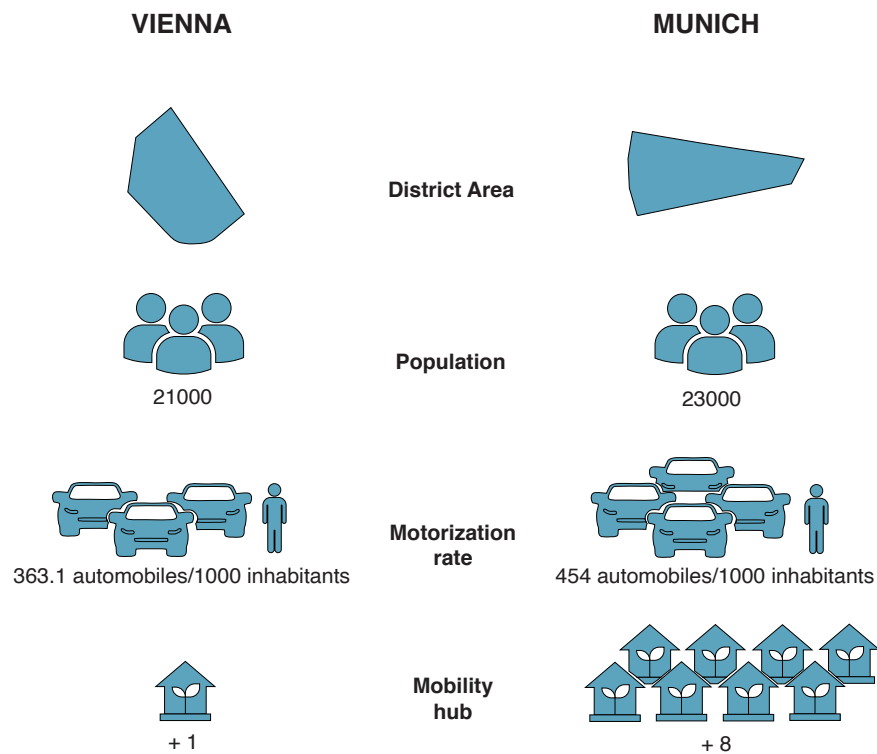 VIENNA
MUNICH
District Area
Population
21000
23000
Motorization
rate
363.1 automobiles/1000 inhabitants
454 automobiles/1000 inhabitants
Mobility
hub
+ 1
+ 8